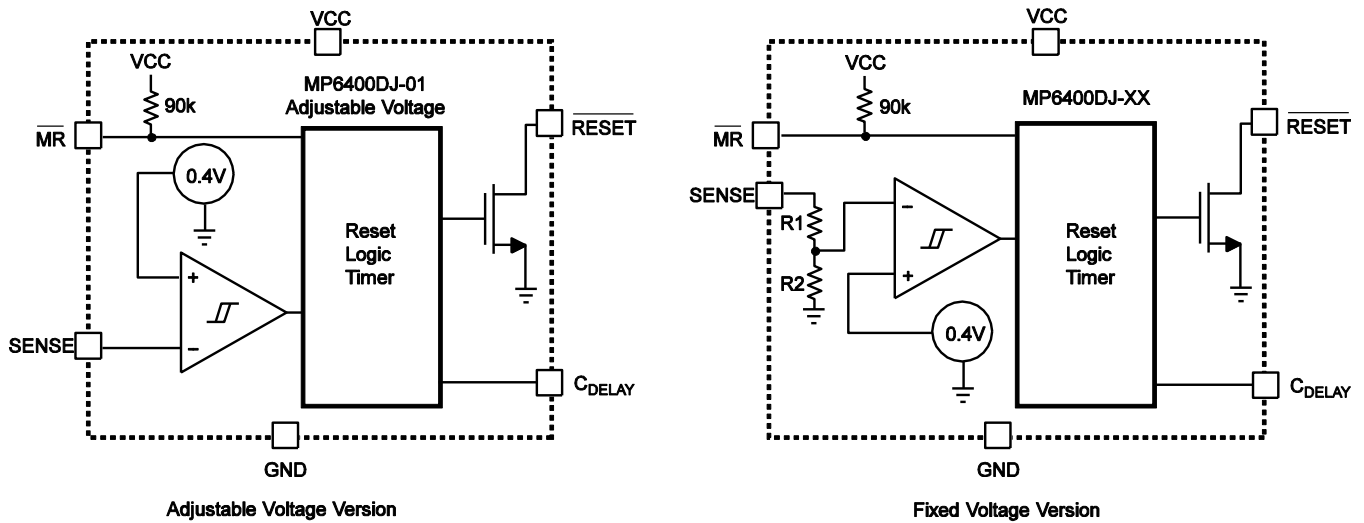 VCC
VCC
MP6400DJ-01
Adjustable Voltage
90k
MR
RESET
0.4V
Reset
Logic
Timer
+
−
SENSE
CDELAY
GND
Adjustable Voltage Version
VCC
VCC
MP6400DJ-XX
90k
MR
RESET
SENSE
R1
−
Reset
Logic
Timer
R2
+
0.4V
CDELAY
GND
Fixed Voltage Version